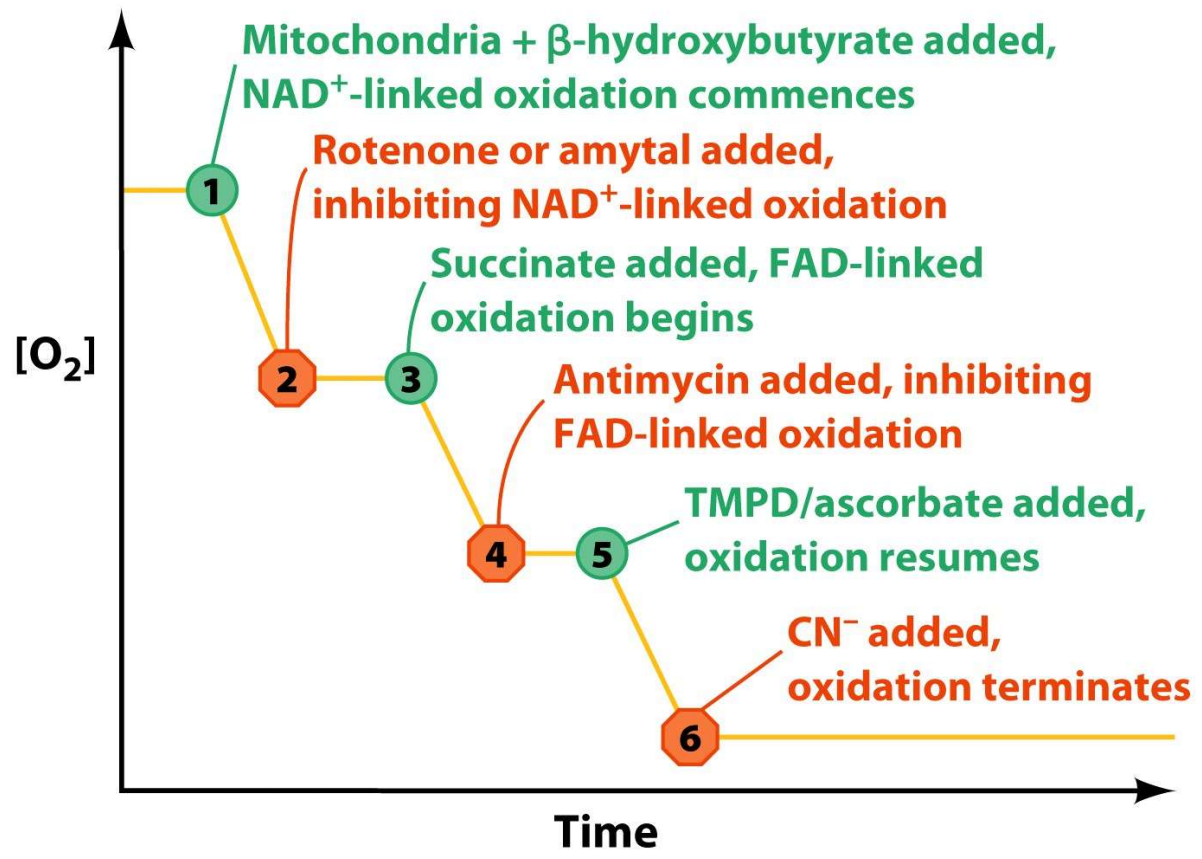 Mitochondria + β-hydroxybutyrate added,
NAD⁺-linked oxidation commences
Rotenone or amytal added,
inhibiting NAD⁺-linked oxidation
1
Succinate added, FAD-linked
oxidation begins
[O₂]
2
3
Antimycin added, inhibiting
FAD-linked oxidation
TMPD/ascorbate added,
oxidation resumes
4
5
CN⁻ added,
oxidation terminates
6
Time